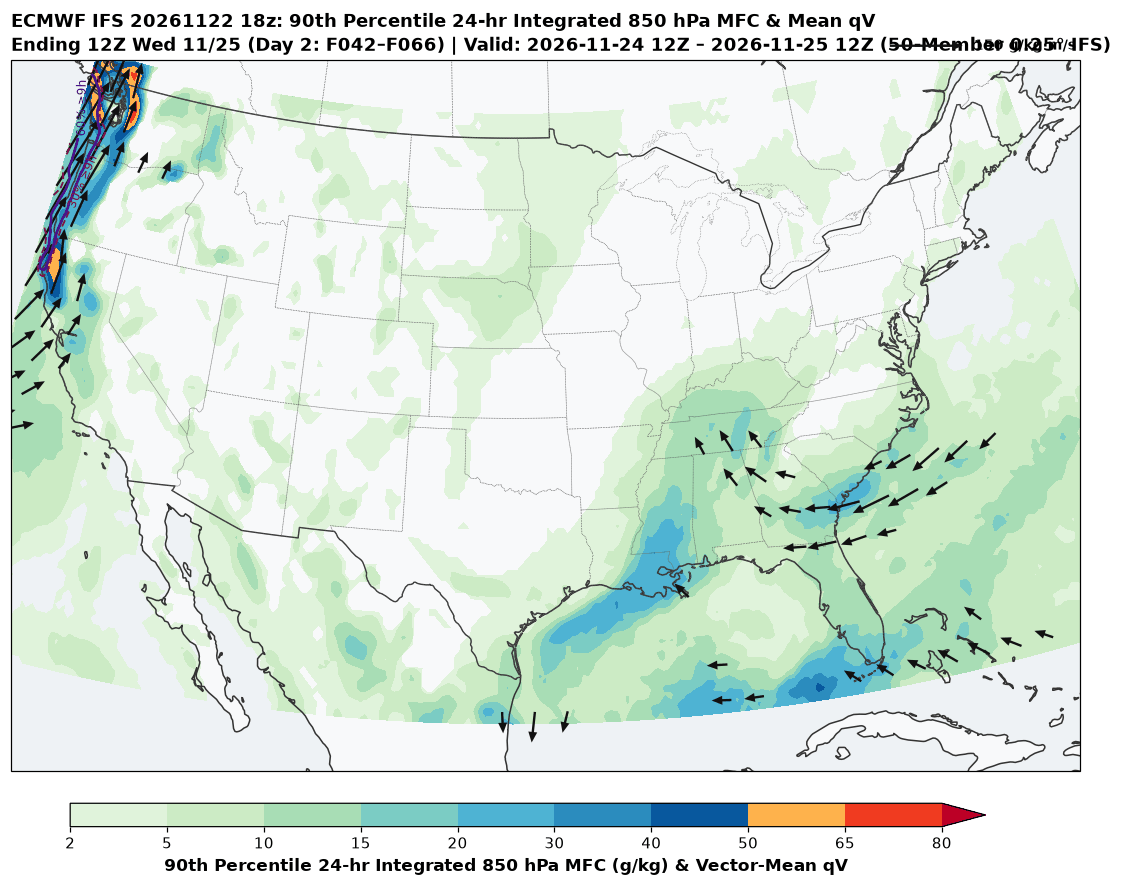 ECMWF IFS 20261122 18z: 90th Percentile 24-hr Integrated 850 hPa MFC & Mean qV
Ending 12Z Wed 11/25 (Day 2: F042–F066) | Valid: 2026-11-24 12Z – 2026-11-25 12Z (50-Member 0.25° IFS)
2 5 10 15 20 30 40 50 65 80
90th Percentile 24-hr Integrated 850 hPa MFC (g/kg) & Vector-Mean qV